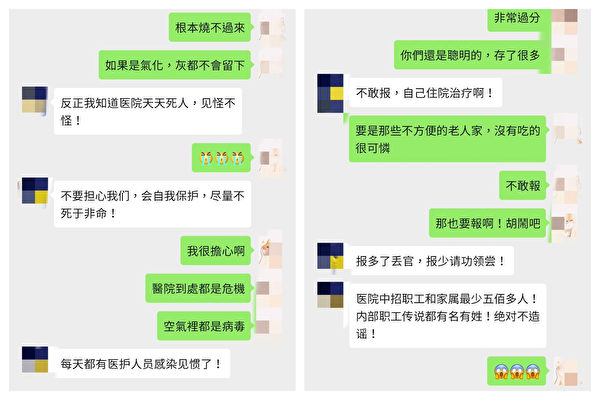 根本燒不過來
如果是氣化，灰都不會留下
反正我知道医院天天死人，见怪不
怪！
😭😭😭
不要担心我们，会自我保护，尽量不
死于非命！
我很擔心啊
醫院到處都是危機
空氣裡都是病毒
每天都有医护人员感染见惯了！
非常過分
你們還是聰明的，存了很多
不敢报，自己住院治疗啊！
要是那些不方便的老人家，沒有吃的
很可憐
不敢報
那也要報啊！胡鬧吧
报多了丢官，报少请功领尝！
医院中招职工和家属最少五佰多人！
内部职工传说都有名有姓！绝对不造
谣！
😱😱😱